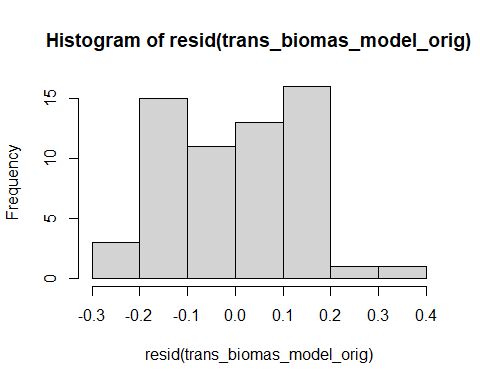 Histogram of resid(trans_biomas_model_orig)
Frequency
15
10
5
0
-0.3 -0.2 -0.1 0.0 0.1 0.2 0.3 0.4
resid(trans_biomas_model_orig)